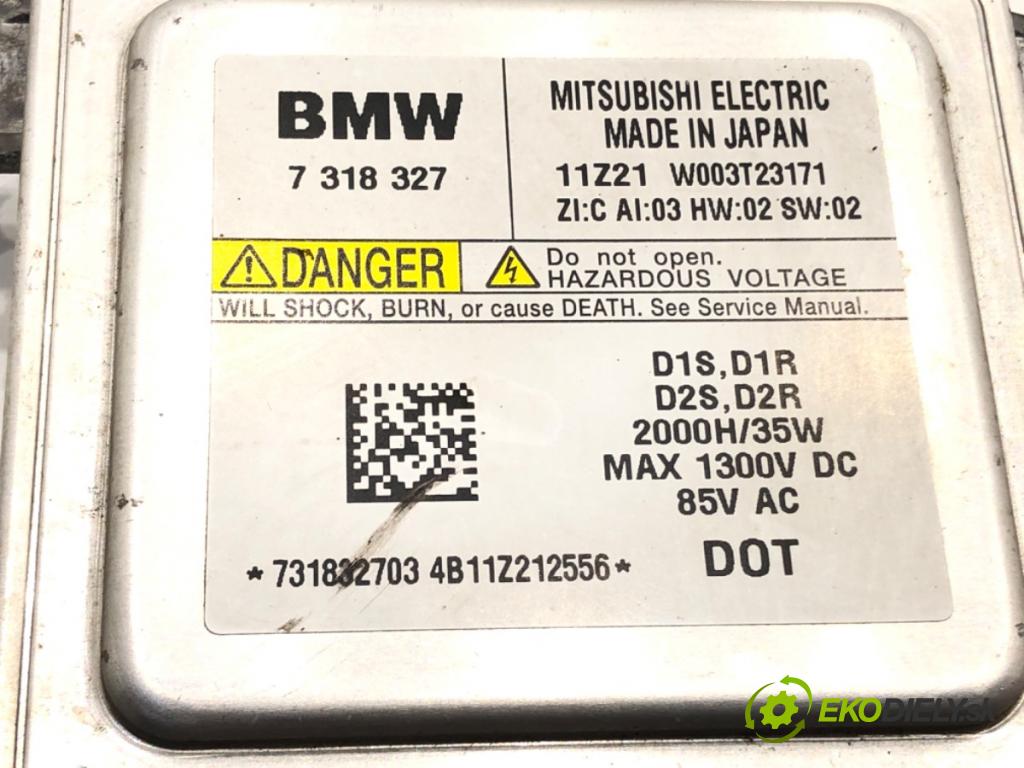 BMW
7 318 327
MITSUBISHI ELECTRIC
MADE IN JAPAN
11Z21 W003T23171
ZI:C AI:03 HW:02 SW:02
DANGER
Do not open.
HAZARDOUS VOLTAGE
WILL SHOCK, BURN, or cause DEATH. See Service Manual.
D1S,D1R
D2S,D2R
2000H/35W
MAX 1300V DC
85V AC
DOT
*731832703 4B11Z212556*
EKODIELY.SK